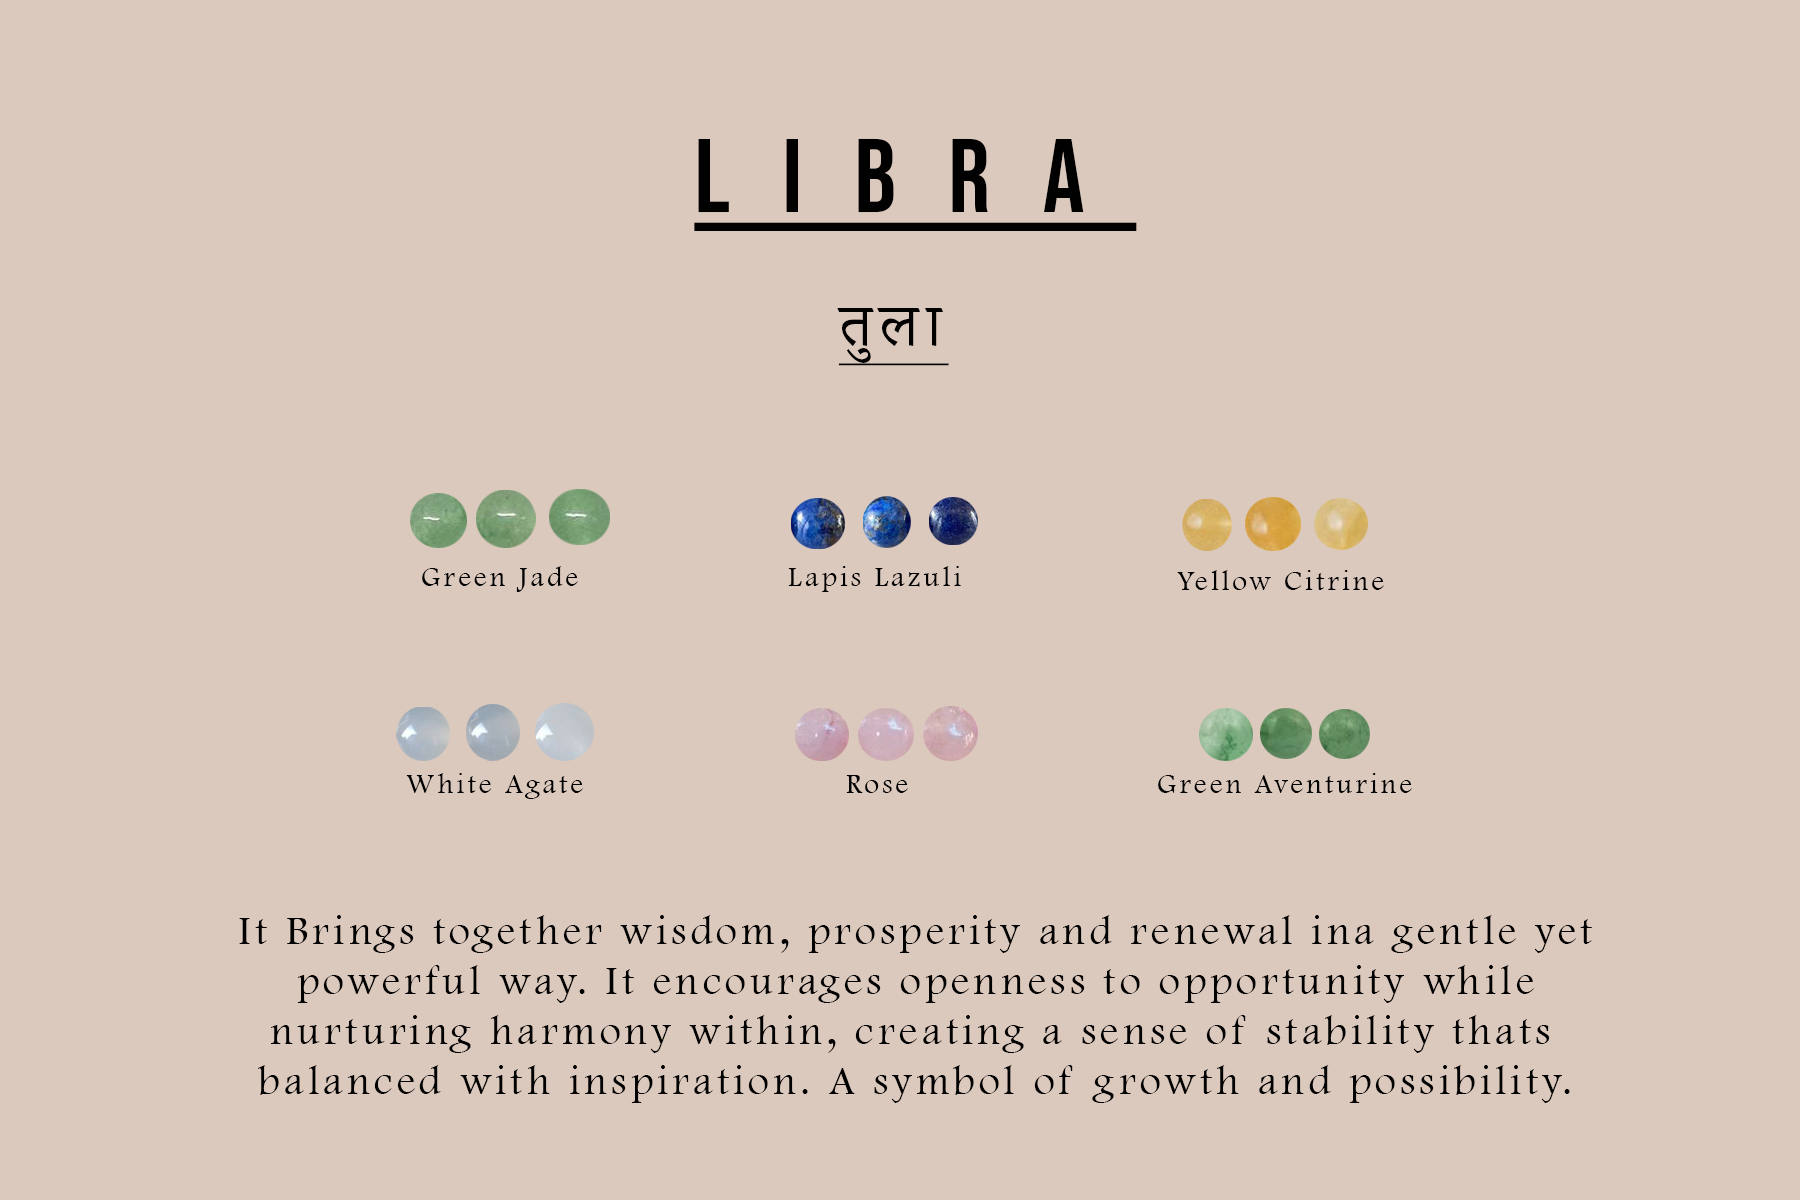 LIBRA
तुला
Green Jade
Lapis Lazuli
Yellow Citrine
White Agate
Rose
Green Aventurine
It Brings together wisdom, prosperity and renewal ina gentle yet
powerful way. It encourages openness to opportunity while
nurturing harmony within, creating a sense of stability thats
balanced with inspiration. A symbol of growth and possibility.